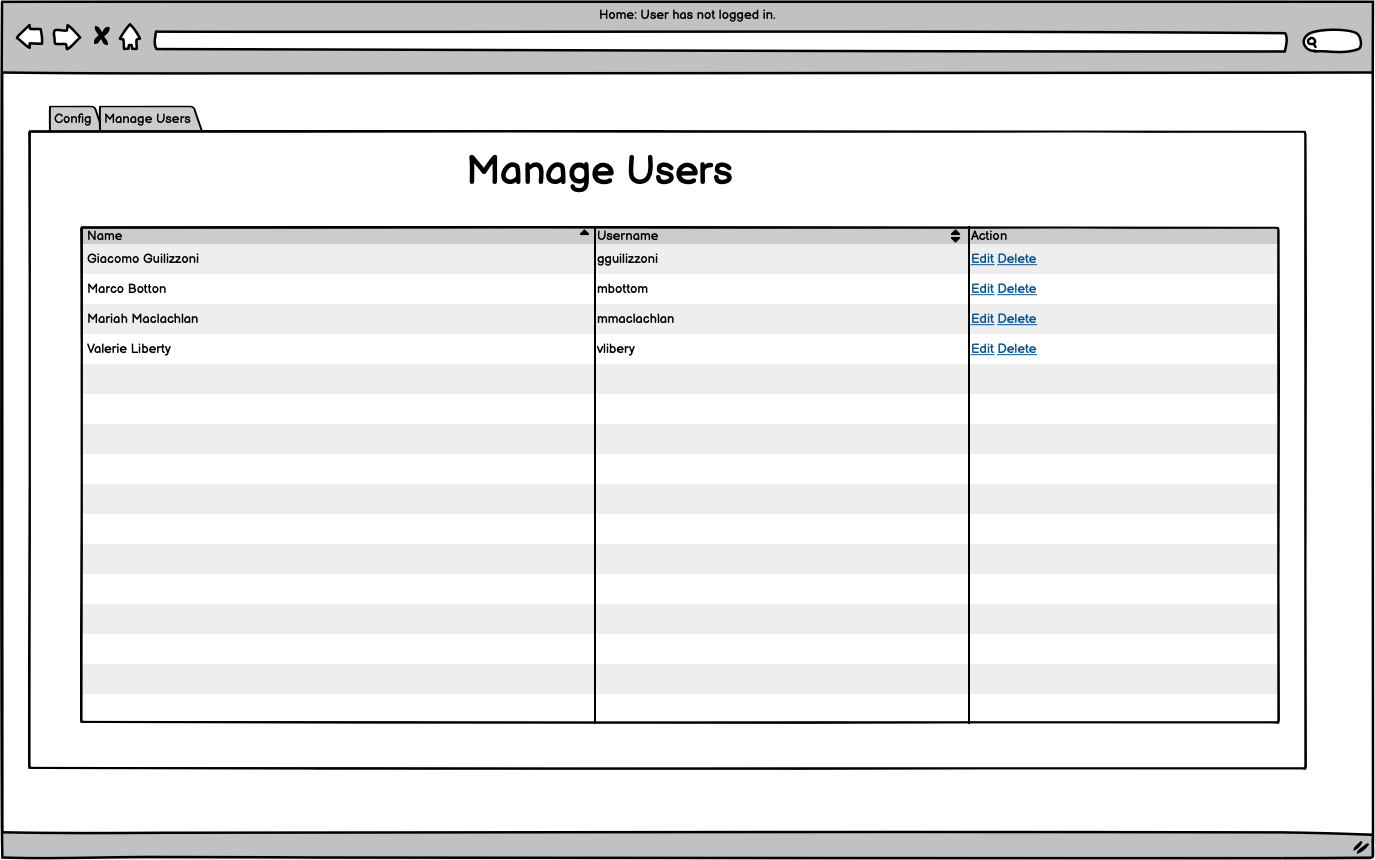 Home: User has not logged in.
Config Manage Users
Manage Users
Name Username Action
Giacomo Guilizzoni gguilizzoni Edit Delete
Marco Botton mbottom Edit Delete
Mariah Maclachlan mmaclachlan Edit Delete
Valerie Liberty vlibery Edit Delete